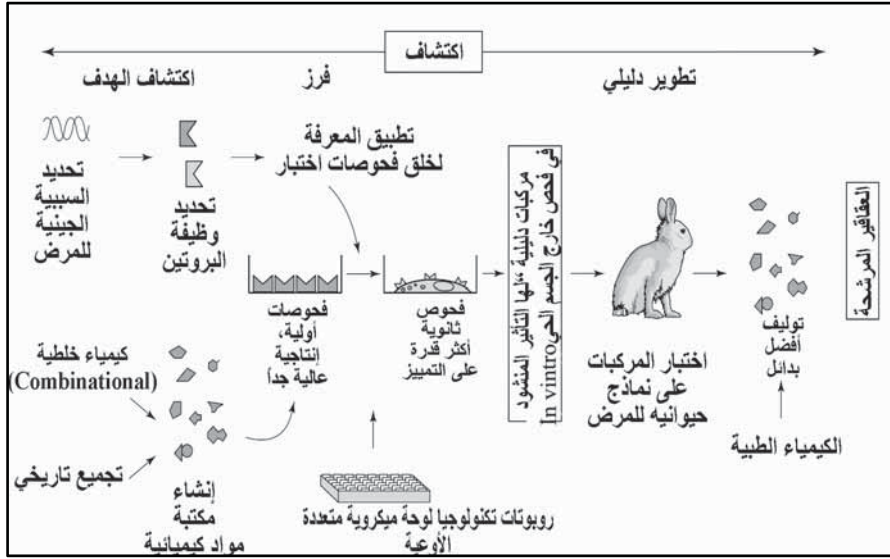 اكتشاف
اكتشاف الهدف
فرز
تطوير دليلي
تحديد
السببية
الجينية
للمرض
تحديد
وظيفة
البروتين
تطبيق المعرفة
لخلق فحوصات اختبار
فحوصات
أولية،
إنتاجية
عالية جداً
فحوص
ثانوية
أكثر قدرة
على التمييز
مركبات دليلية “لها التأثير المنشود
في فحص خارج الجسم الحي In vintro
اختبار المركبات
على نماذج
حيوانيه للمرض
توليف
أفضل
بدائل
العقاقير المرشحة
الكيمياء الطبية
كيمياء خلطية
(Combinational)
تجميع تاريخي
إنشاء
مكتبة
مواد كيميائية
روبوتات تكنولوجيا لوحة ميكروية متعددة
الأوعية